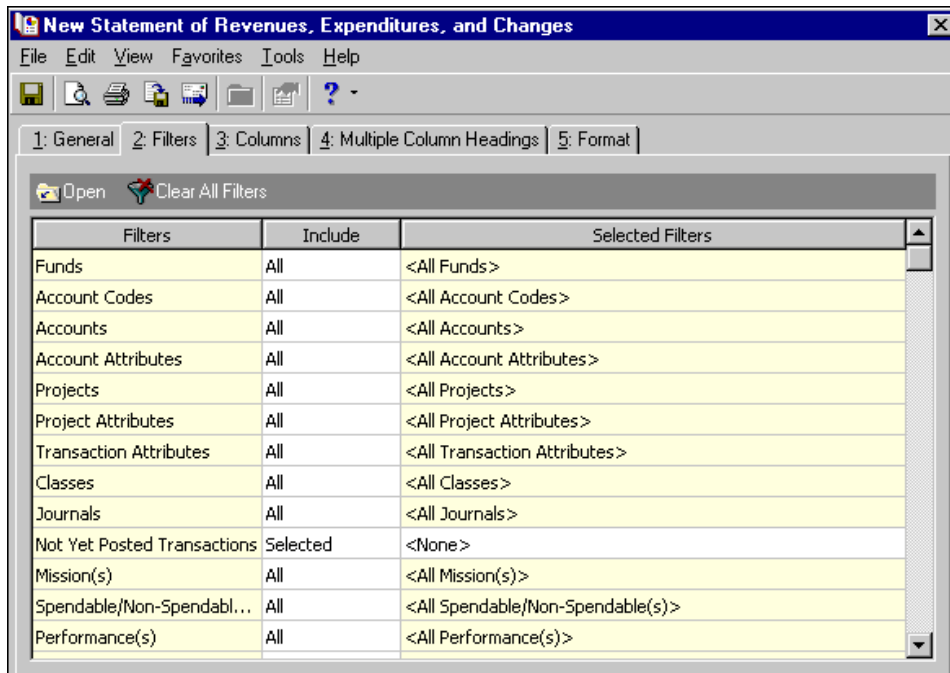 New Statement of Revenues, Expenditures, and Changes
File Edit View Favorites Tools Help
?
1: General 2: Filters 3: Columns 4: Multiple Column Headings 5: Format
Open Clear All Filters
Filters Include Selected Filters
Funds All <All Funds>
Account Codes All <All Account Codes>
Accounts All <All Accounts>
Account Attributes All <All Account Attributes>
Projects All <All Projects>
Project Attributes All <All Project Attributes>
Transaction Attributes All <All Transaction Attributes>
Classes All <All Classes>
Journals All <All Journals>
Not Yet Posted Transactions Selected <None>
Mission(s) All <All Mission(s)>
Spendable/Non-Spendabl... All <All Spendable/Non-Spendable(s)>
Performance(s) All <All Performance(s)>